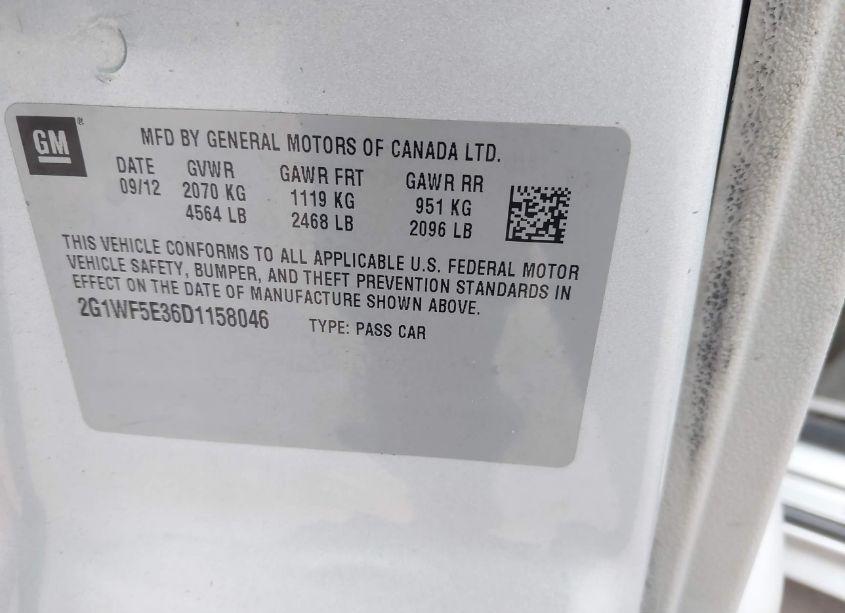 GM®
MFD BY GENERAL MOTORS OF CANADA LTD.
DATE GVWR GAWR FRT GAWR RR
09/12 2070 KG 1119 KG 951 KG
4564 LB 2468 LB 2096 LB
THIS VEHICLE CONFORMS TO ALL APPLICABLE U.S. FEDERAL MOTOR
VEHICLE SAFETY, BUMPER, AND THEFT PREVENTION STANDARDS IN
EFFECT ON THE DATE OF MANUFACTURE SHOWN ABOVE.
2G1WF5E36D1158046 TYPE: PASS CAR